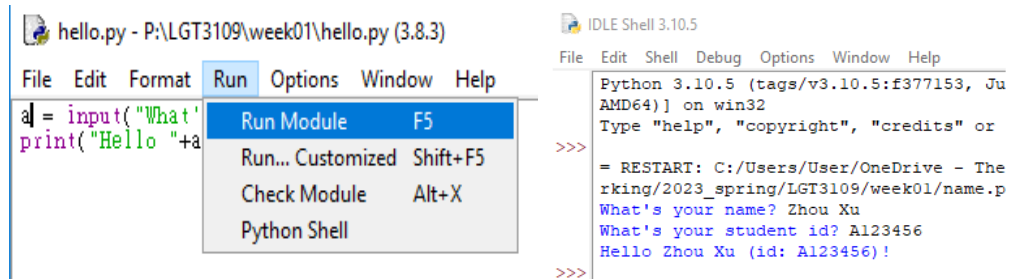 hello.py - P:\LGT3109\week01\hello.py (3.8.3)
File Edit Format Run Options Window Help
a = input("What'
print("Hello "+a
Run Module F5
Run... Customized Shift+F5
Check Module Alt+X
Python Shell
IDLE Shell 3.10.5
File Edit Shell Debug Options Window Help
Python 3.10.5 (tags/v3.10.5:f377153, Ju
AMD64)] on win32
Type "help", "copyright", "credits" or
>>>
= RESTART: C:/Users/User/OneDrive - The
rking/2023_spring/LGT3109/week01/name.p
What's your name? Zhou Xu
What's your student id? A123456
Hello Zhou Xu (id: A123456)!
>>>